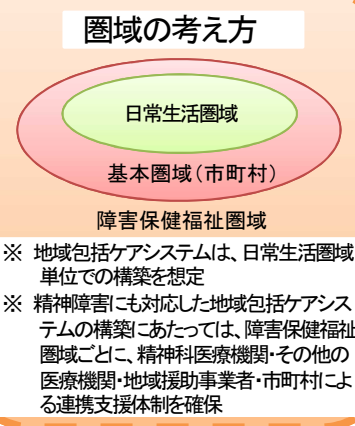 圏域の考え方
日常生活圏域
基本圏域(市町村)
障害保健福祉圏域
※ 地域包括ケアシステムは、日常生活圏域
単位での構築を想定
※ 精神障害にも対応した地域包括ケアシス
テムの構築にあたっては、障害保健福祉
圏域ごとに、精神科医療機関・その他の
医療機関・地域援助事業者・市町村によ
る連携支援体制を確保